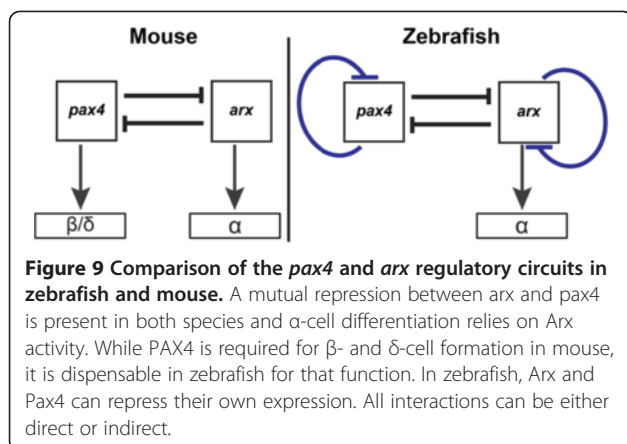 Mouse
Zebrafish
pax4
arx
pax4
arx
β/δ
α
α
Figure 9 Comparison of the pax4 and arx regulatory circuits in
zebrafish and mouse. A mutual repression between arx and pax4
is present in both species and α-cell differentiation relies on Arx
activity. While PAX4 is required for β- and δ-cell formation in mouse,
it is dispensable in zebrafish for that function. In zebrafish, Arx and
Pax4 can repress their own expression. All interactions can be either
direct or indirect.